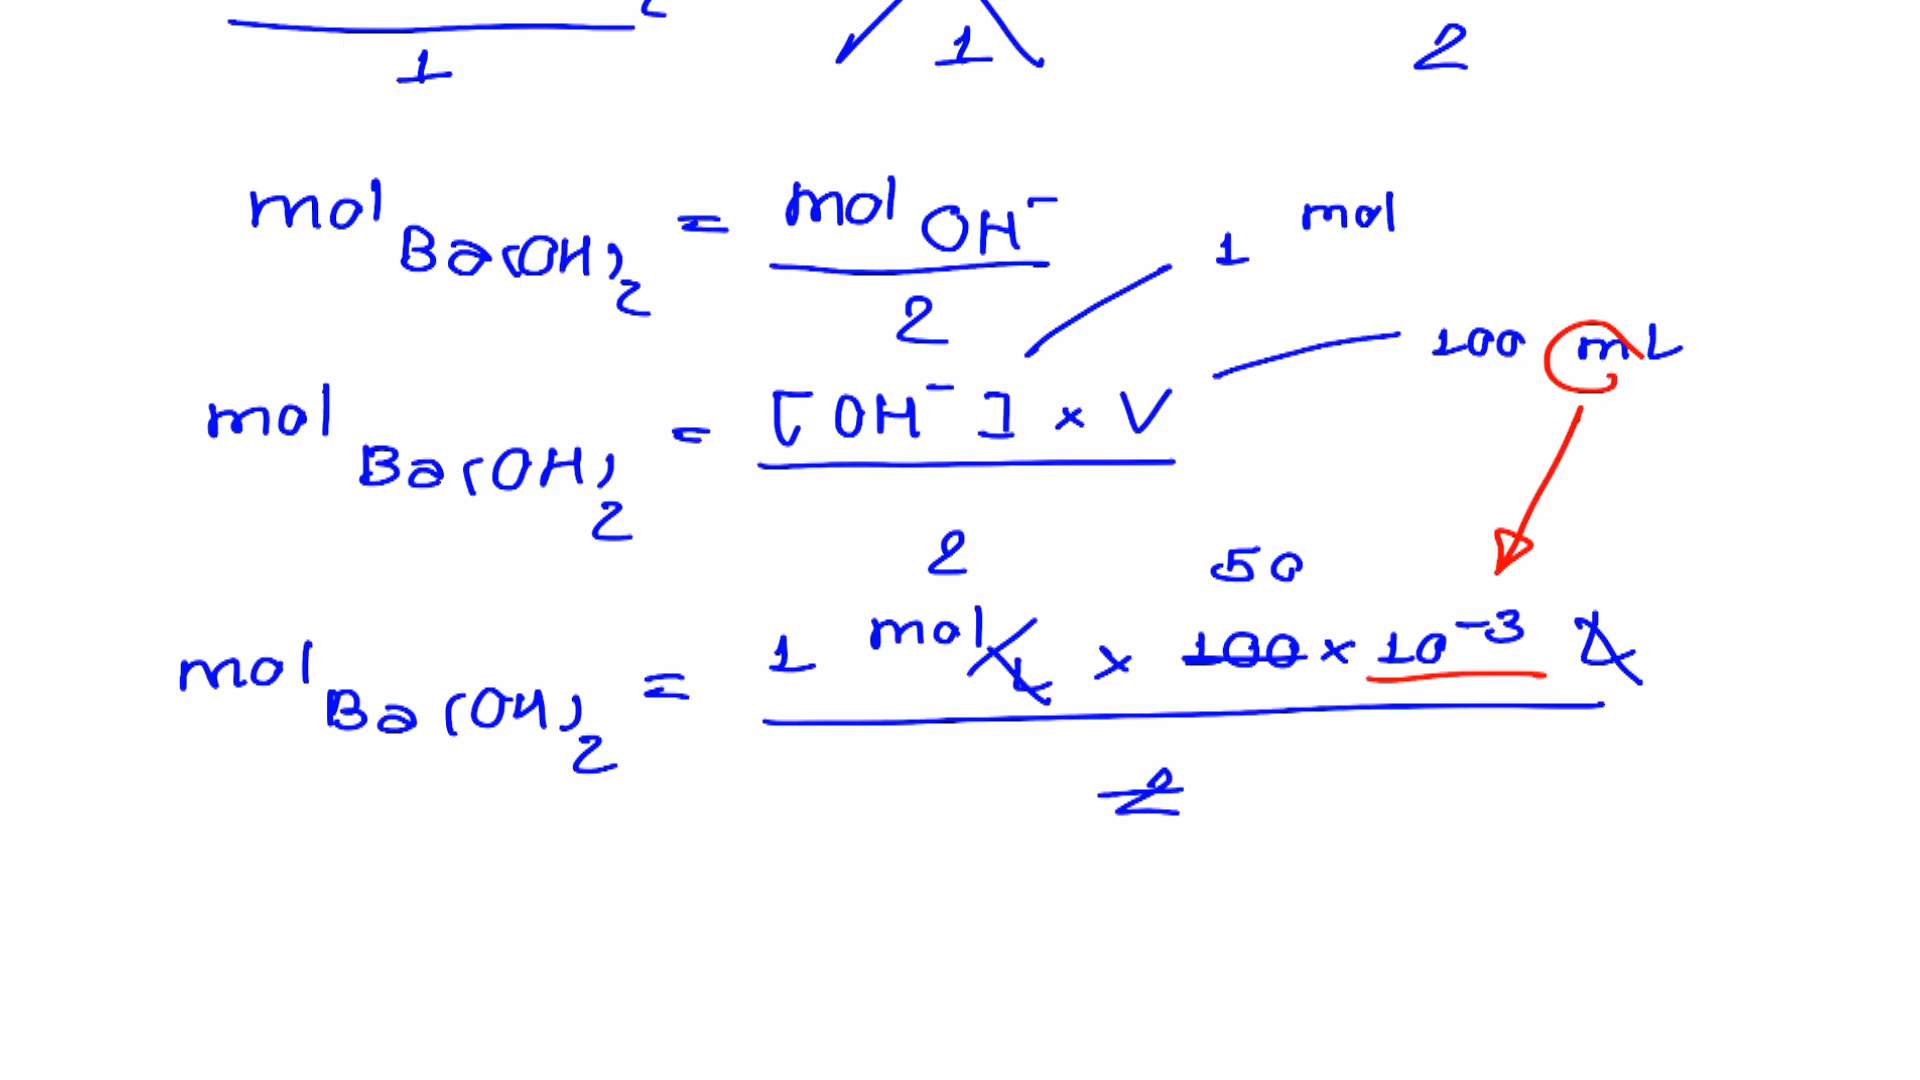 1 1 2
mol Ba(OH)2 = mol OH⁻ / 2
1 mol
100 mL
mol Ba(OH)2 = [OH⁻] × V / 2
50
mol Ba(OH)2 = 1 mol/L × 100 × 10⁻³ L / 2